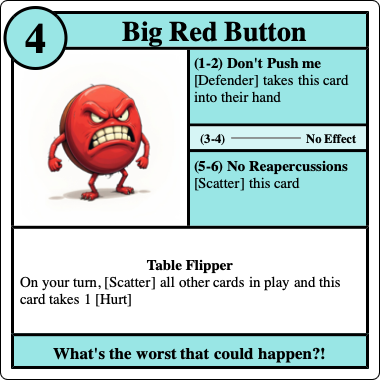 4
Big Red Button
(1-2) Don't Push me
[Defender] takes this card
into their hand
(3-4) No Effect
(5-6) No Reapercussions
[Scatter] this card
Table Flipper
On your turn, [Scatter] all other cards in play and this
card takes 1 [Hurt]
What's the worst that could happen?!